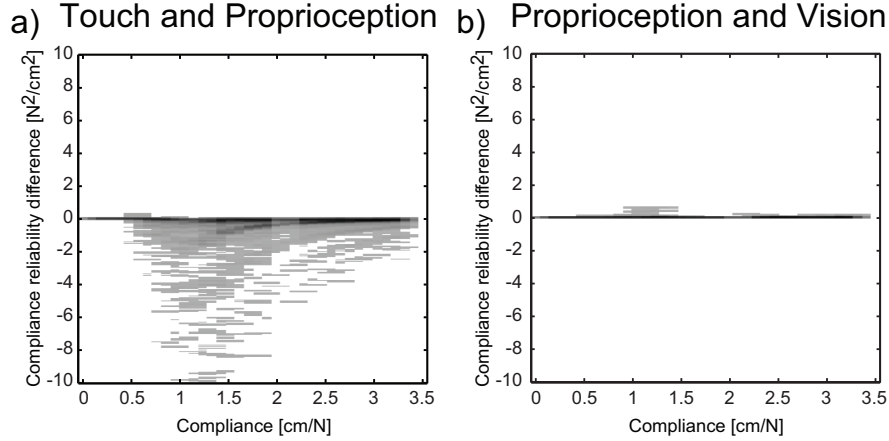 a) Touch and Proprioception
Compliance reliability difference [N2/cm2]
10
8
6
4
2
0
-2
-4
-6
-8
-10
0 0.5 1 1.5 2 2.5 3 3.5
Compliance [cm/N]
b) Proprioception and Vision
Compliance reliability difference [N2/cm2]
10
8
6
4
2
0
-2
-4
-6
-8
-10
0 0.5 1 1.5 2 2.5 3 3.5
Compliance [cm/N]